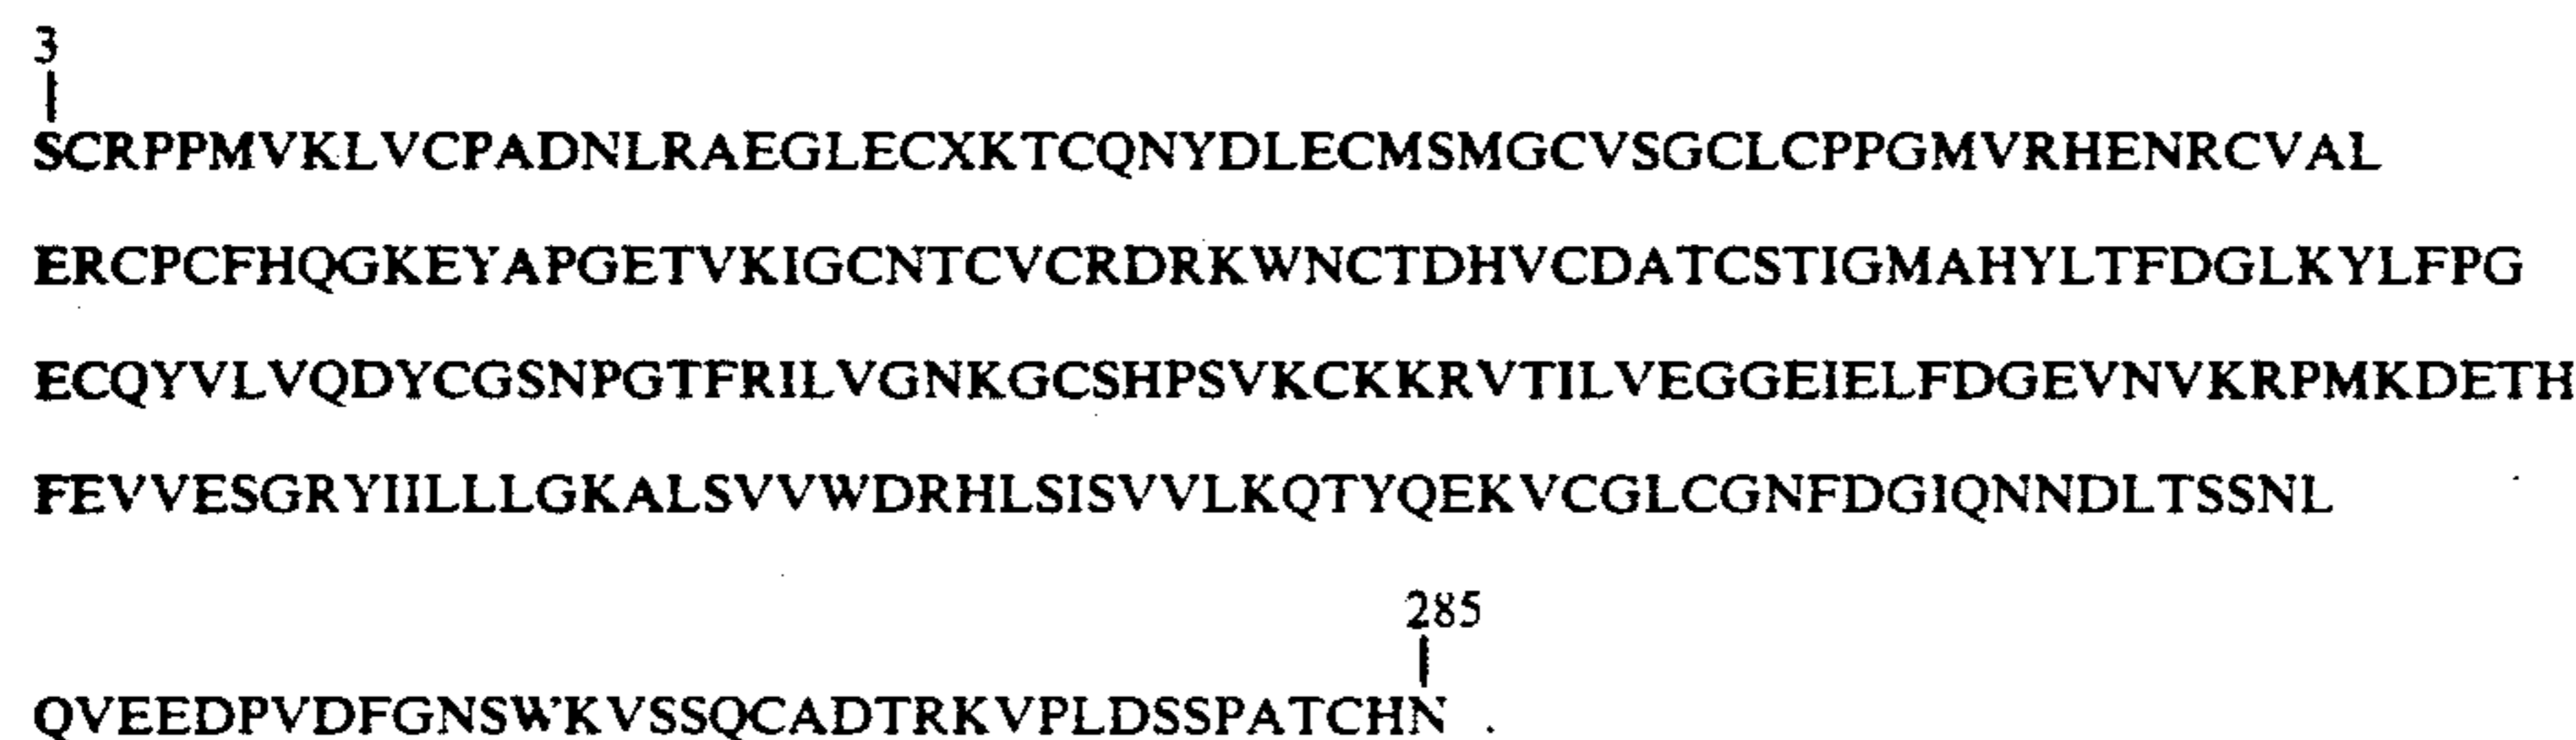 3
SCRPPMVKLVCPADNLRAEGLECXKTCQNYDLECMSMGCVSGCLCPPGMVRHENRCVAL
ERCPCFHQGKEYAPGETVKIGCNTCVCRDRKWNCTDHVCDATCSTIGMAHYLTFDGLKYLFPG
ECQYVLVQDYCGSNPGTFRILVGNKGCSHPSVKCKKRVTILVEGGEIELFDGEVNVKRPMKDETH
FEVVESGRYIILLLGKALSVVWDRHLSISVVLKQTYQEKVCGLCGNFDGIQNNDLTSSNL
285
QVEEDPVDFGNSWKVSSQCADTRKVPLDSSPATCHN .